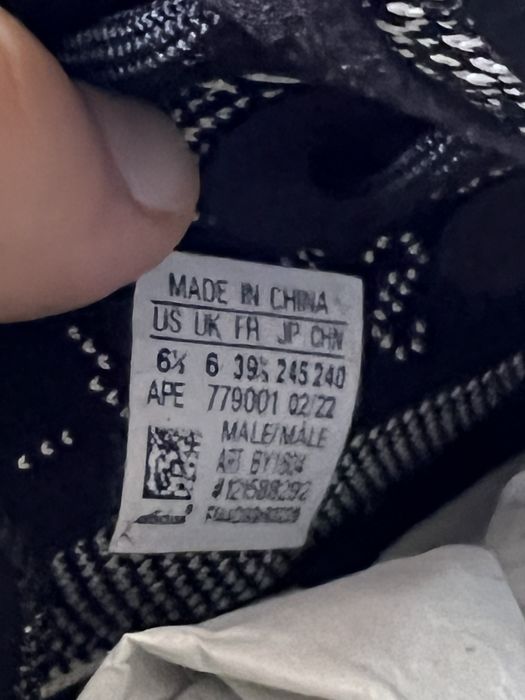 MADE IN CHINA
US UK FR JP CHN
6½ 6 39⅓ 245 240
APE 779001 02/22
MALE/MALE
ART BY1604